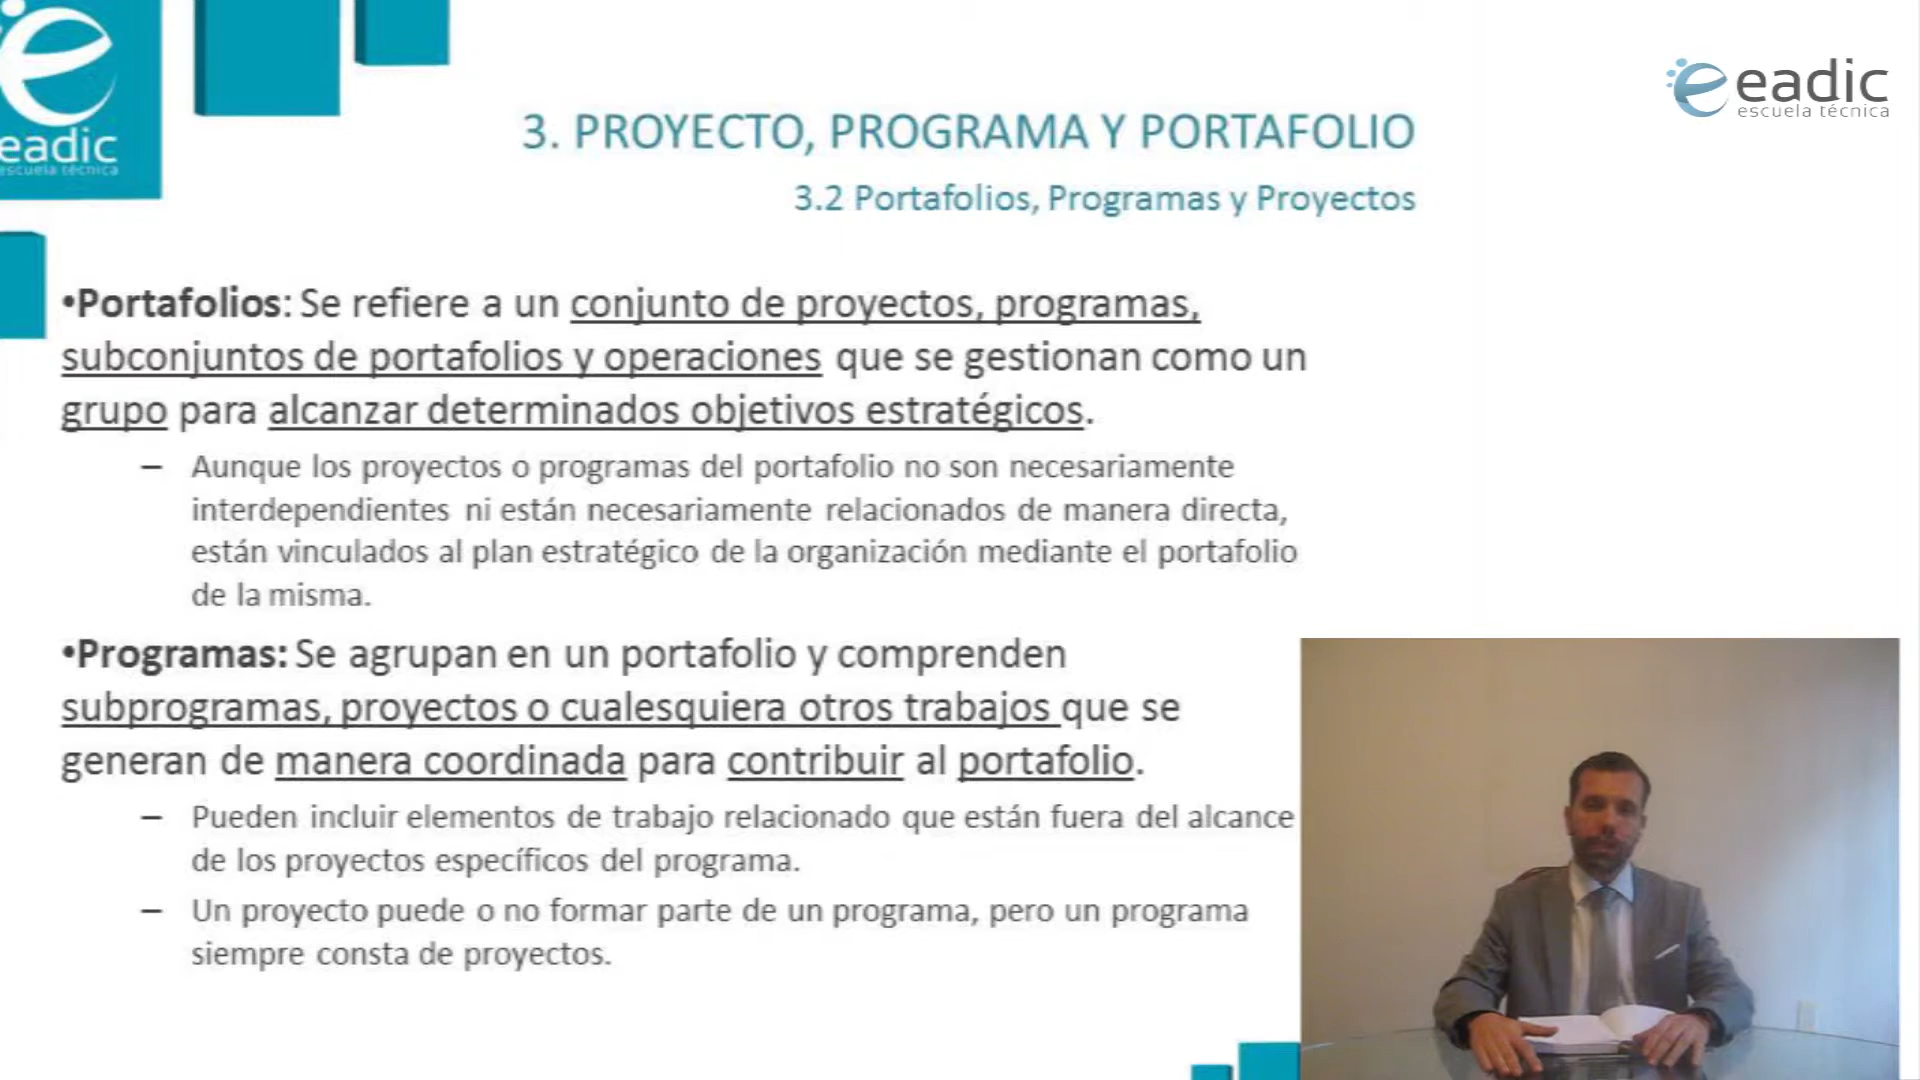 eadic
escuela técnica
eadic
escuela técnica
3. PROYECTO, PROGRAMA Y PORTAFOLIO
3.2 Portafolios, Programas y Proyectos
•Portafolios: Se refiere a un conjunto de proyectos, programas,
subconjuntos de portafolios y operaciones que se gestionan como un
grupo para alcanzar determinados objetivos estratégicos.
– Aunque los proyectos o programas del portafolio no son necesariamente
interdependientes ni están necesariamente relacionados de manera directa,
están vinculados al plan estratégico de la organización mediante el portafolio
de la misma.
•Programas: Se agrupan en un portafolio y comprenden
subprogramas, proyectos o cualesquiera otros trabajos que se
generan de manera coordinada para contribuir al portafolio.
– Pueden incluir elementos de trabajo relacionado que están fuera del alcance
de los proyectos específicos del programa.
– Un proyecto puede o no formar parte de un programa, pero un programa
siempre consta de proyectos.